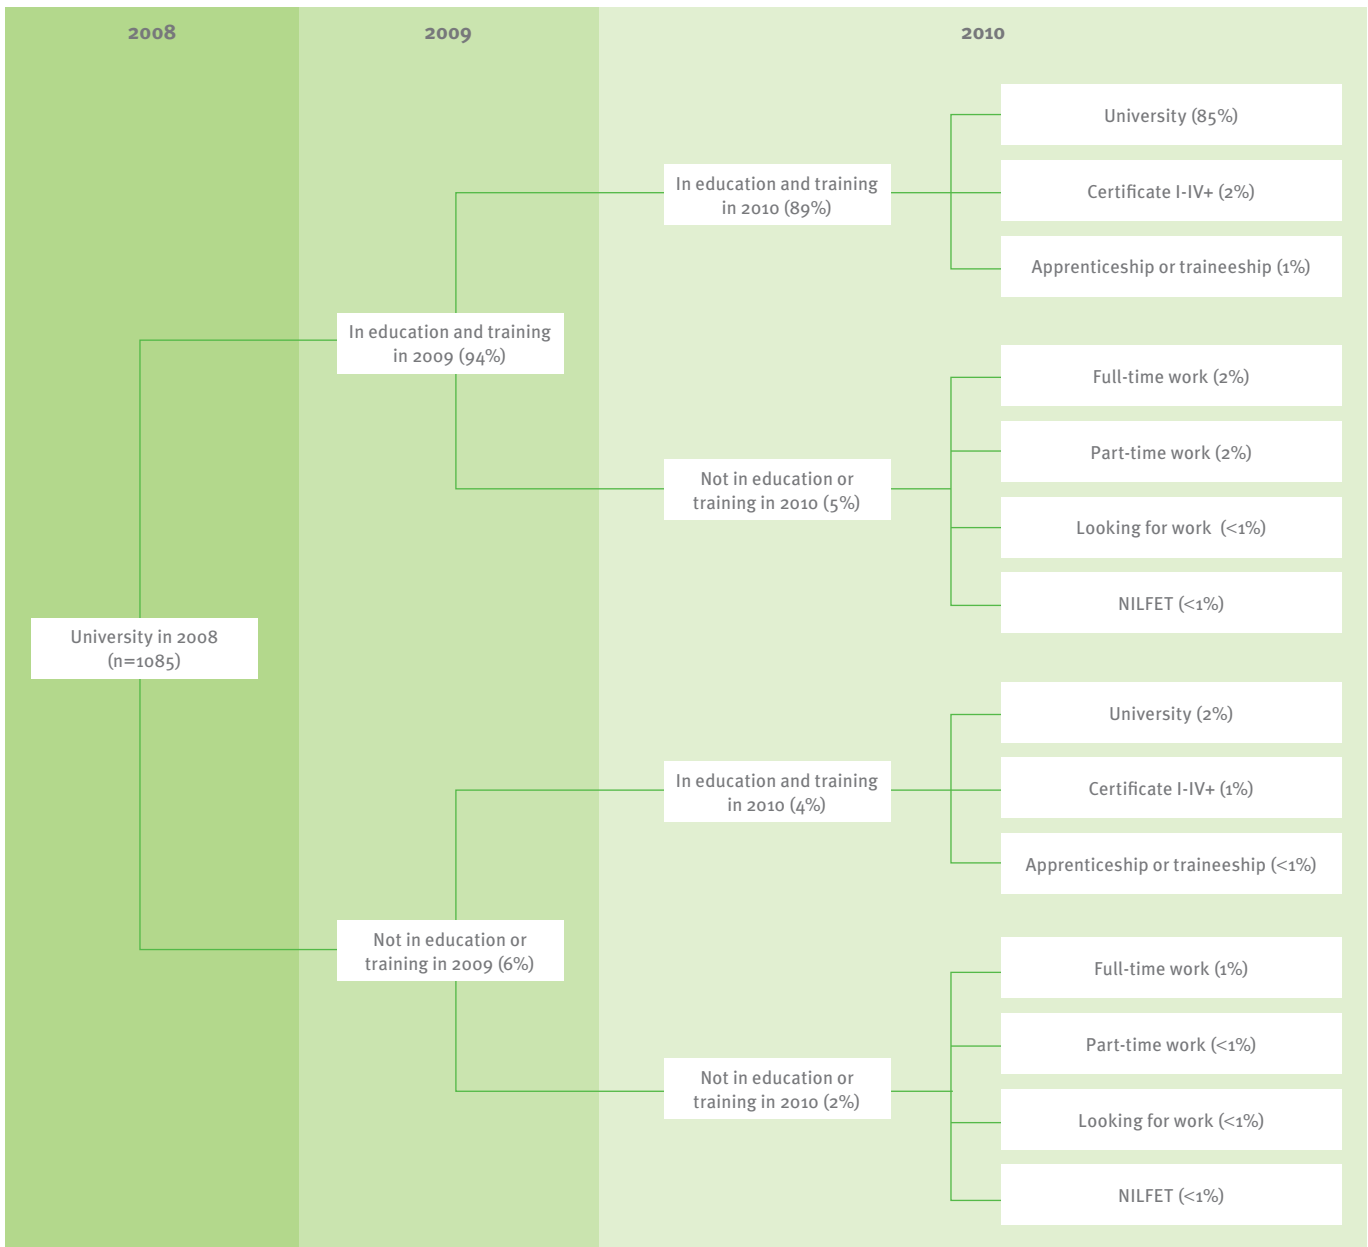 2008
2009
2010
University in 2008
(n=1085)
In education and training
in 2009 (94%)
Not in education or
training in 2009 (6%)
In education and training
in 2010 (89%)
Not in education or
training in 2010 (5%)
In education and training
in 2010 (4%)
Not in education or
training in 2010 (2%)
University (85%)
Certificate I-IV+ (2%)
Apprenticeship or traineeship (1%)
Full-time work (2%)
Part-time work (2%)
Looking for work (<1%)
NILFET (<1%)
University (2%)
Certificate I-IV+ (1%)
Apprenticeship or traineeship (<1%)
Full-time work (1%)
Part-time work (<1%)
Looking for work (<1%)
NILFET (<1%)